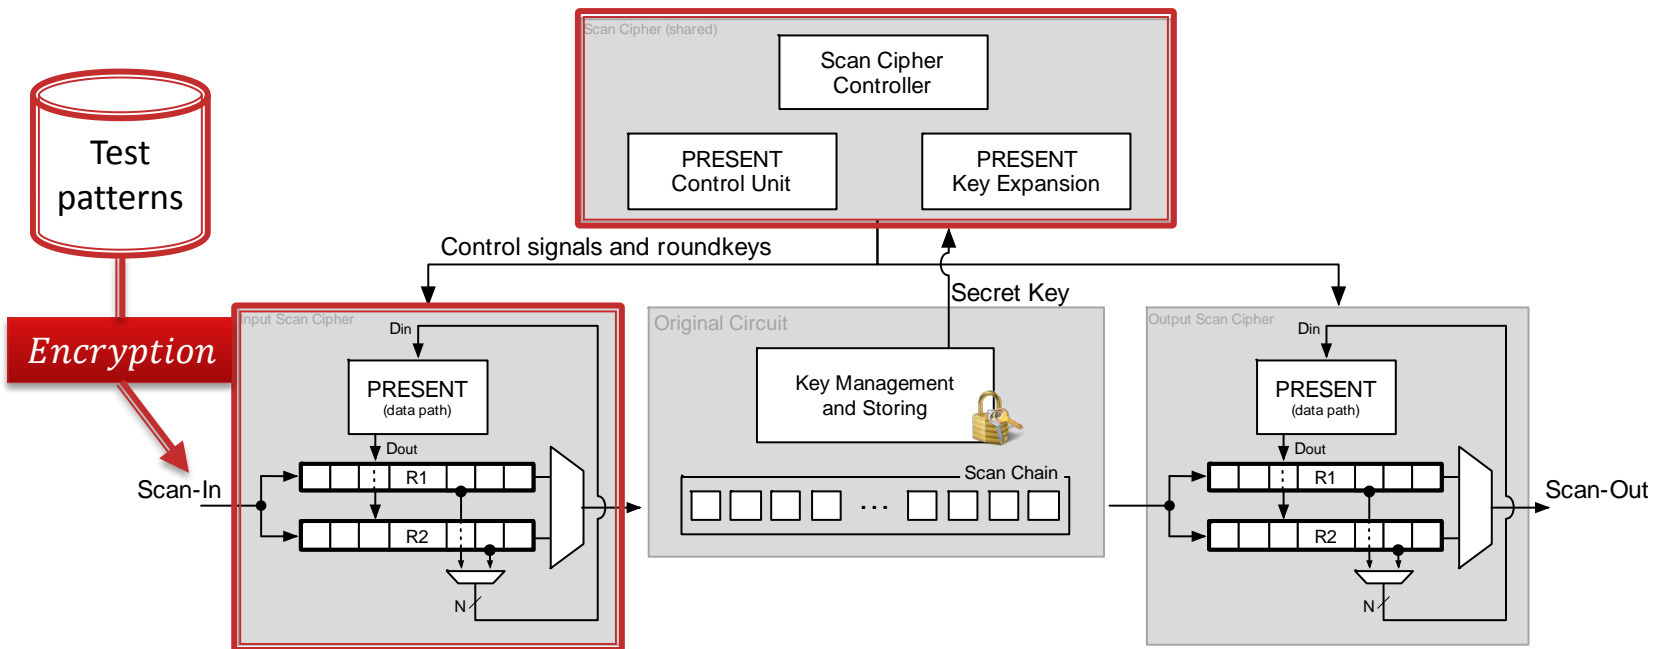 Scan Cipher (shared)
Scan Cipher
Controller
PRESENT
Control Unit
PRESENT
Key Expansion
Test
patterns
Control signals and roundkeys
Secret Key
Encryption
Input Scan Cipher
Din
PRESENT
(data path)
Dout
Scan-In
R1
R2
N
Original Circuit
Key Management
and Storing
Scan Chain
...
Output Scan Cipher
Din
PRESENT
(data path)
Dout
R1
R2
N
Scan-Out